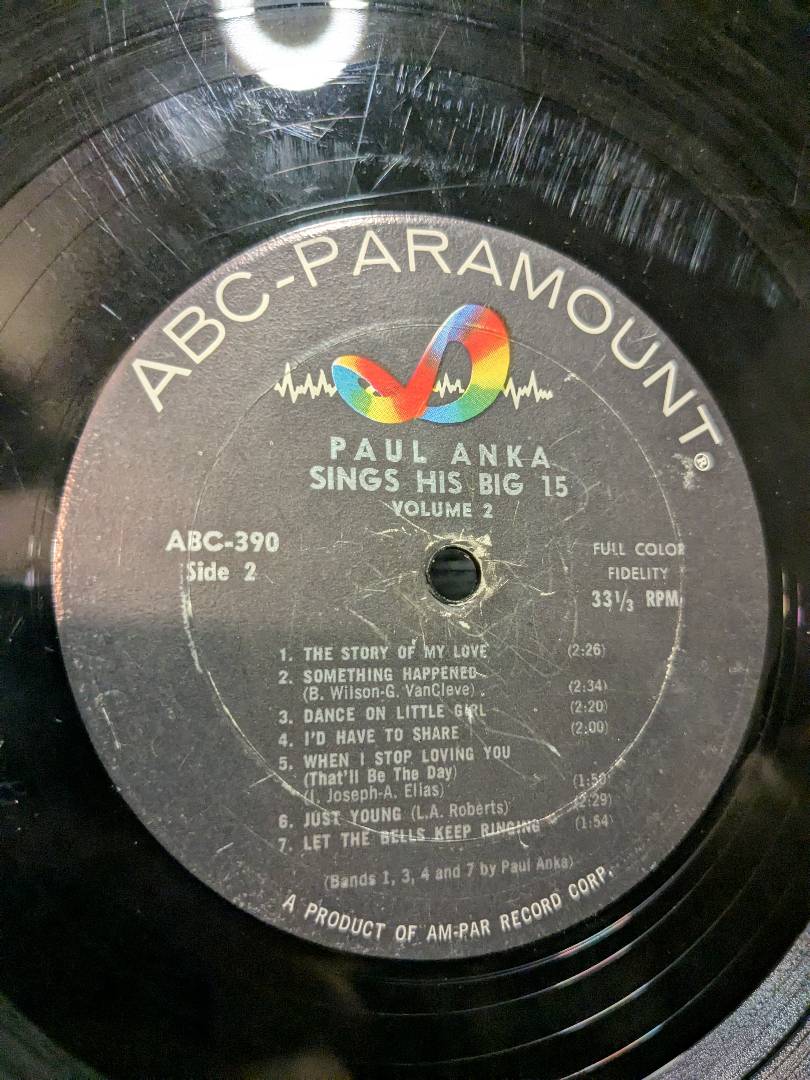 ABC-PARAMOUNT®
PAUL ANKA
SINGS HIS BIG 15
VOLUME 2
ABC-390
Side 2
FULL COLOR
FIDELITY
33 1/3 RPM
1. THE STORY OF MY LOVE (2:26)
2. SOMETHING HAPPENED
(B. Wilson-G. VanCleve) (2:34)
3. DANCE ON LITTLE GIRL (2:20)
4. I'D HAVE TO SHARE (2:00)
5. WHEN I STOP LOVING YOU
(That'll Be The Day)
(I. Joseph-A. Elias)
6. JUST YOUNG (L.A. Roberts) (2:29)
7. LET THE BELLS KEEP RINGING (1:54)
(Bands 1, 3, 4 and 7 by Paul Anka)
A PRODUCT OF AM-PAR RECORD CORP.